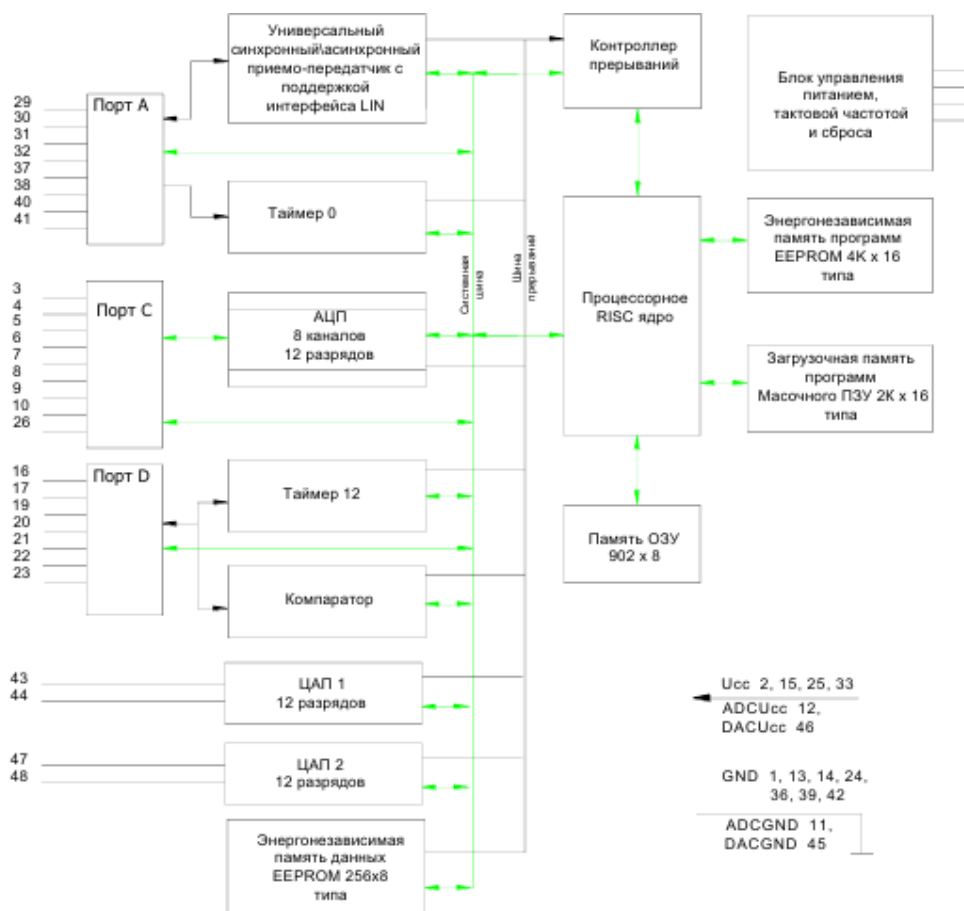 Универсальный
синхронный\асинхронный
приемо-передатчик с
поддержкой
интерфейса LIN
Контроллер
прерываний
Блок управления
питанием,
тактовой частотой
и сброса
Порт А
29
30
31
32
37
38
40
41
Таймер 0
Системная
шина
Шина
прерываний
Процессорное
RISC ядро
Энергонезависимая
память программ
EEPROM 4K x 16
типа
Порт С
3
4
5
6
7
8
9
10
26
АЦП
8 каналов
12 разрядов
Загрузочная память
программ
Масочного ПЗУ 2К х 16
типа
Порт D
16
17
19
20
21
22
23
Таймер 12
Память ОЗУ
902 x 8
Компаратор
43
44
ЦАП 1
12 разрядов
47
48
ЦАП 2
12 разрядов
Энергонезависимая
память данных
EEPROM 256x8
типа
Ucc 2, 15, 25, 33
ADCUcc 12,
DACUcc 46
GND 1, 13, 14, 24,
36, 39, 42
ADCGND 11,
DACGND 45